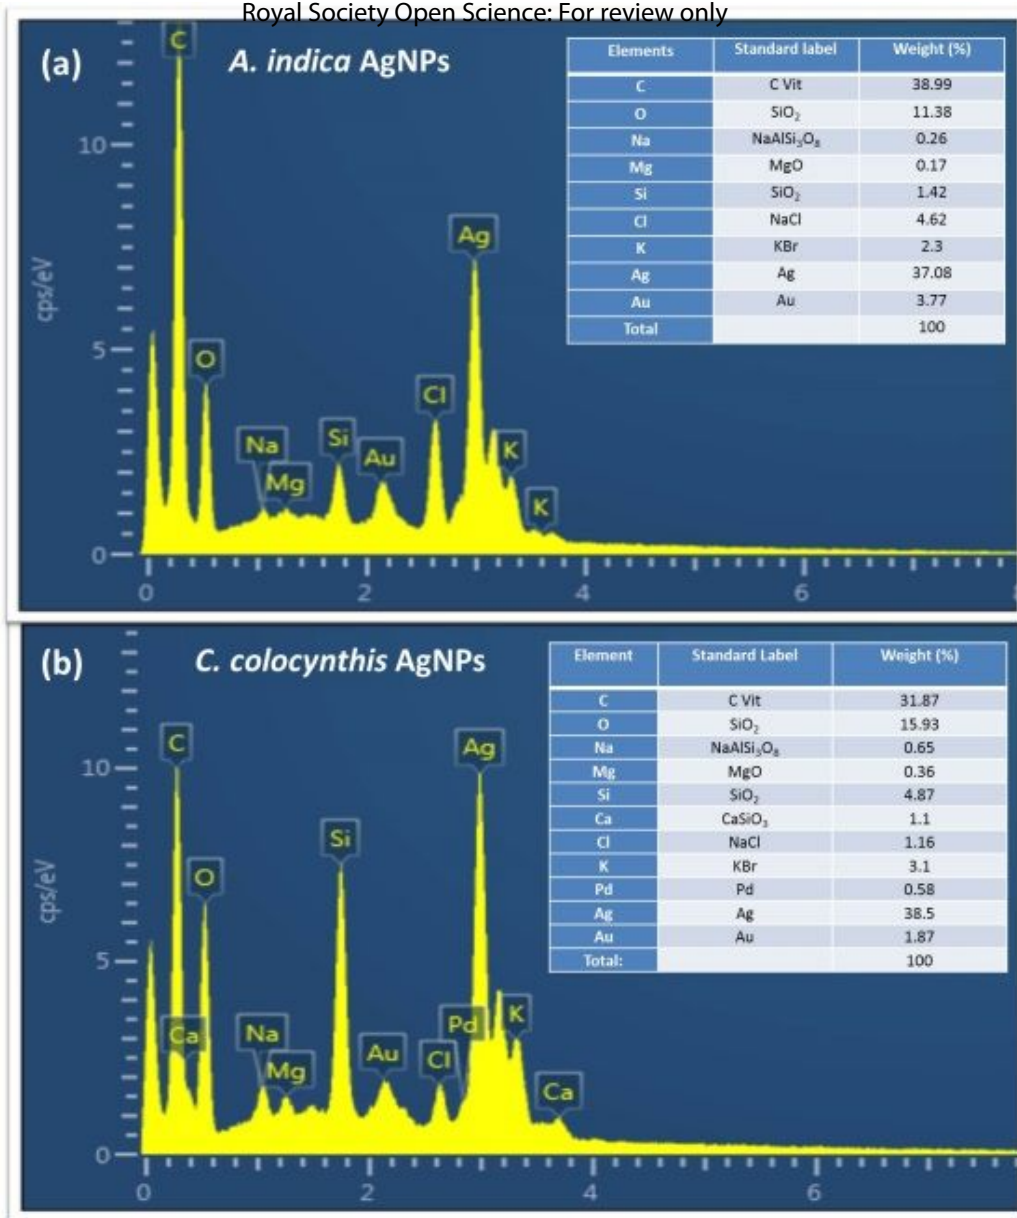 Royal Society Open Science: For review only
(a)
A. indica AgNPs
Elements Standard label Weight (%)
C C Vit 38.99
O SiO₂ 11.38
Na NaAlSi₃O₈ 0.26
Mg MgO 0.17
Si SiO₂ 1.42
Cl NaCl 4.62
K KBr 2.3
Ag Ag 37.08
Au Au 3.77
Total 100
cps/eV
10
5
0
C
O
Na
Mg
Si
Au
Cl
Ag
K
K
0 2 4 6
(b)
C. colocynthis AgNPs
Element Standard Label Weight (%)
C C Vit 31.87
O SiO₂ 15.93
Na NaAlSi₃O₈ 0.65
Mg MgO 0.36
Si SiO₂ 4.87
Ca CaSiO₃ 1.1
Cl NaCl 1.16
K KBr 3.1
Pd Pd 0.58
Ag Ag 38.5
Au Au 1.87
Total: 100
cps/eV
10
5
0
C
Ca
O
Na
Mg
Si
Au
Cl
Pd
Ag
K
Ca
0 2 4 6